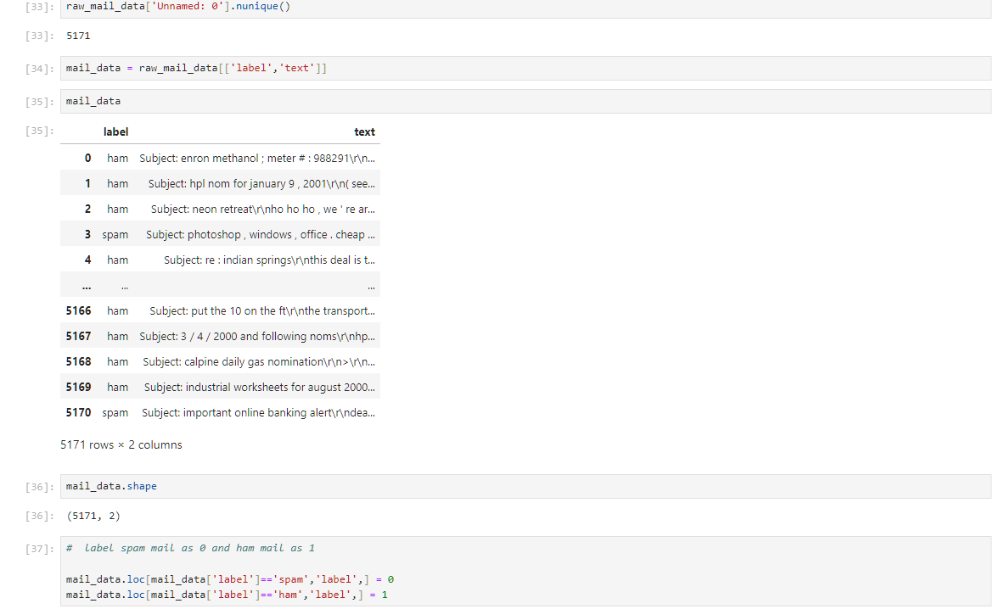 [33]: raw_mail_data['Unnamed: 0'].nunique()
[33]: 5171
[34]: mail_data = raw_mail_data[['label','text']]
[35]: mail_data
[35]:
label text
0 ham Subject: enron methanol ; meter # : 988291\r\n...
1 ham Subject: hpl nom for january 9 , 2001\r\n( see...
2 ham Subject: neon retreat\r\nho ho ho , we ' re ar...
3 spam Subject: photoshop , windows , office . cheap ...
4 ham Subject: re : indian springs\r\nthis deal is t...
... ... ...
5166 ham Subject: put the 10 on the ft\r\nthe transport...
5167 ham Subject: 3 / 4 / 2000 and following noms\r\nhp...
5168 ham Subject: calpine daily gas nomination\r\n>\r\n...
5169 ham Subject: industrial worksheets for august 2000...
5170 spam Subject: important online banking alert\r\ndea...
5171 rows × 2 columns
[36]: mail_data.shape
[36]: (5171, 2)
[37]: # label spam mail as 0 and ham mail as 1
mail_data.loc[mail_data['label']=='spam','label',] = 0
mail_data.loc[mail_data['label']=='ham','label',] = 1